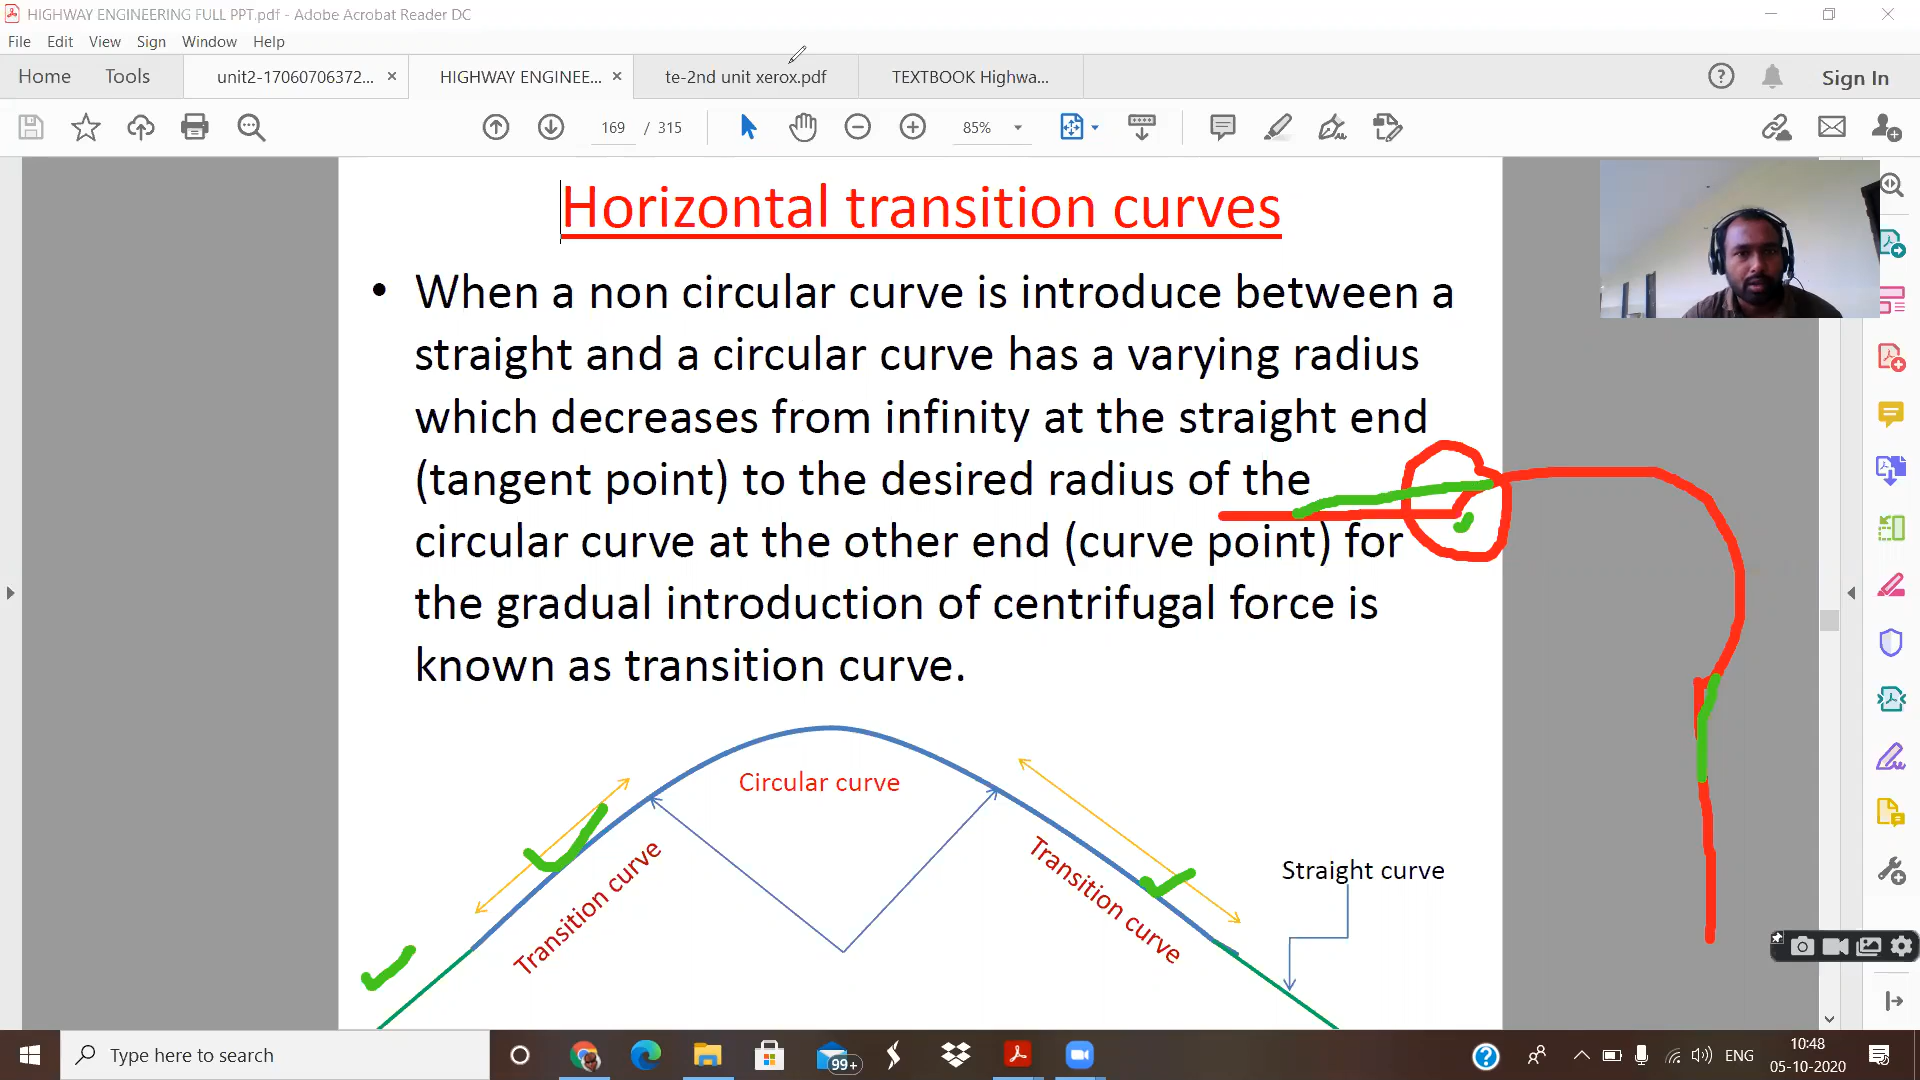 HIGHWAY ENGINEERING FULL PPT.pdf - Adobe Acrobat Reader DC
File Edit View Sign Window Help
Home Tools unit2-17060706372... × HIGHWAY ENGINEE... × te-2nd unit xerox.pdf TEXTBOOK Highwa... Sign In
169 / 315 85%
Horizontal transition curves
• When a non circular curve is introduce between a
straight and a circular curve has a varying radius
which decreases from infinity at the straight end
(tangent point) to the desired radius of the
circular curve at the other end (curve point) for
the gradual introduction of centrifugal force is
known as transition curve.
Circular curve
Transition curve
Transition curve
Straight curve
Type here to search
99+
ENG
10:48
05-10-2020